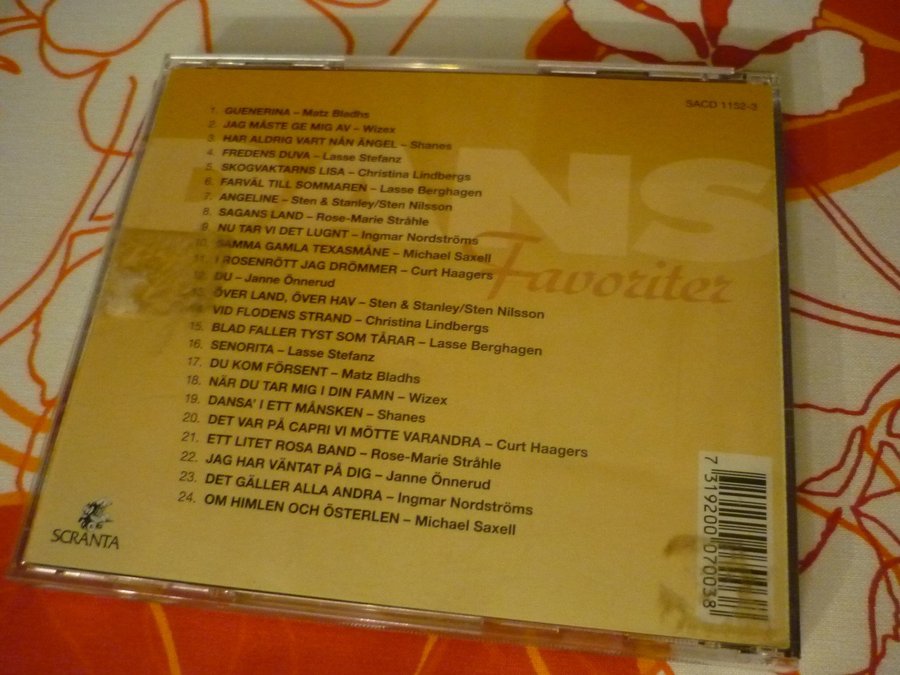 SACD 1152-3
DANS
Favoriter
1. GUENERINA – Matz Bladhs
2. JAG MÅSTE GE MIG AV – Wizex
3. HAR ALDRIG VART NÅN ÄNGEL – Shanes
4. FREDENS DUVA – Lasse Stefanz
5. SKOGVAKTARNS LISA – Christina Lindbergs
6. FARVÄL TILL SOMMAREN – Lasse Berghagen
7. ANGELINE – Sten & Stanley/Sten Nilsson
8. SAGANS LAND – Rose-Marie Stråhle
9. NU TAR VI DET LUGNT – Ingmar Nordströms
10. SAMMA GAMLA TEXASMÅNE – Michael Saxell
11. I ROSENRÖTT JAG DRÖMMER – Curt Haagers
12. DU – Janne Önnerud
13. ÖVER LAND, ÖVER HAV – Sten & Stanley/Sten Nilsson
14. VID FLODENS STRAND – Christina Lindbergs
15. BLAD FALLER TYST SOM TÅRAR – Lasse Berghagen
16. SENORITA – Lasse Stefanz
17. DU KOM FÖRSENT – Matz Bladhs
18. NÄR DU TAR MIG I DIN FAMN – Wizex
19. DANSA' I ETT MÅNSKEN – Shanes
20. DET VAR PÅ CAPRI VI MÖTTE VARANDRA – Curt Haagers
21. ETT LITET ROSA BAND – Rose-Marie Stråhle
22. JAG HAR VÄNTAT PÅ DIG – Janne Önnerud
23. DET GÄLLER ALLA ANDRA – Ingmar Nordströms
24. OM HIMLEN OCH ÖSTERLEN – Michael Saxell
SCRANTA
7 319200 070038